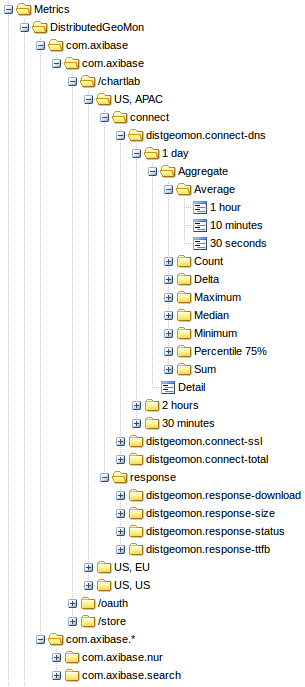 Metrics
DistributedGeoMon
com.axibase
com.axibase
/chartlab
US, APAC
connect
distgeomon.connect-dns
1 day
Aggregate
Average
1 hour
10 minutes
30 seconds
Count
Delta
Maximum
Median
Minimum
Percentile 75%
Sum
Detail
2 hours
30 minutes
distgeomon.connect-ssl
distgeomon.connect-total
response
distgeomon.response-download
distgeomon.response-size
distgeomon.response-status
distgeomon.response-ttfb
US, EU
US, US
/oauth
/store
com.axibase.*
com.axibase.nur
com.axibase.search